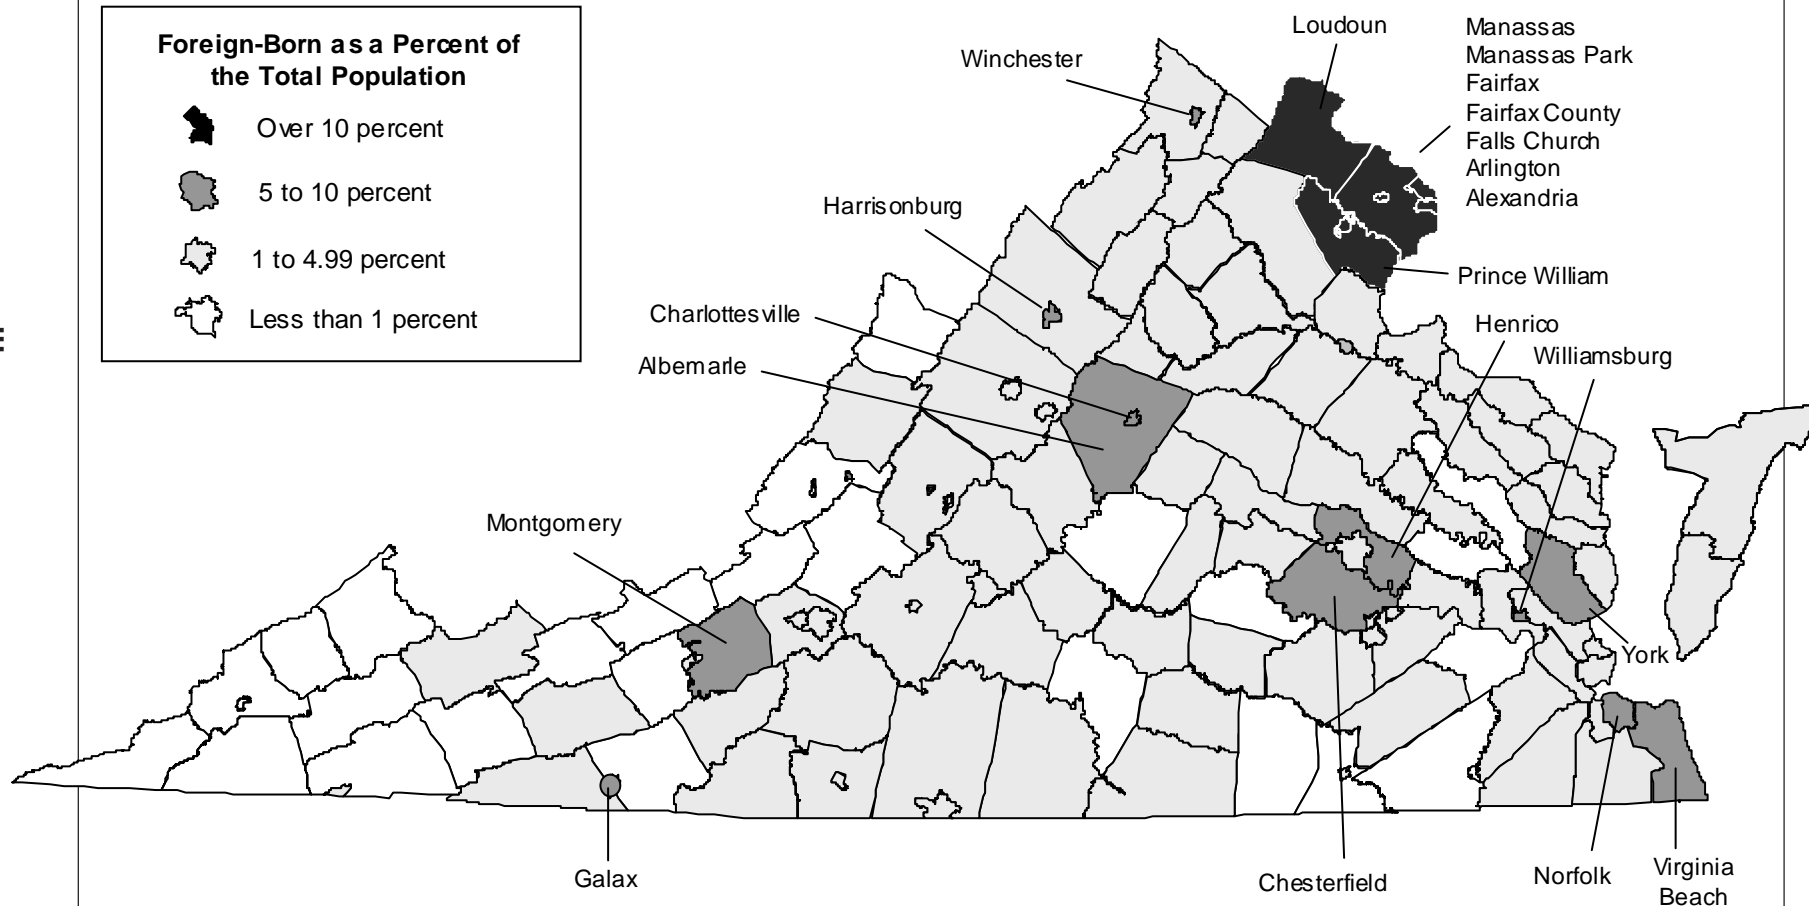 Foreign-Born as a Percent of
the Total Population
Over 10 percent
5 to 10 percent
1 to 4.99 percent
Less than 1 percent
Loudoun
Winchester
Manassas
Manassas Park
Fairfax
Fairfax County
Falls Church
Arlington
Alexandria
Harrisonburg
Prince William
Charlottesville
Henrico
Williamsburg
Albemarle
Montgomery
York
Galax
Chesterfield
Norfolk
Virginia
Beach